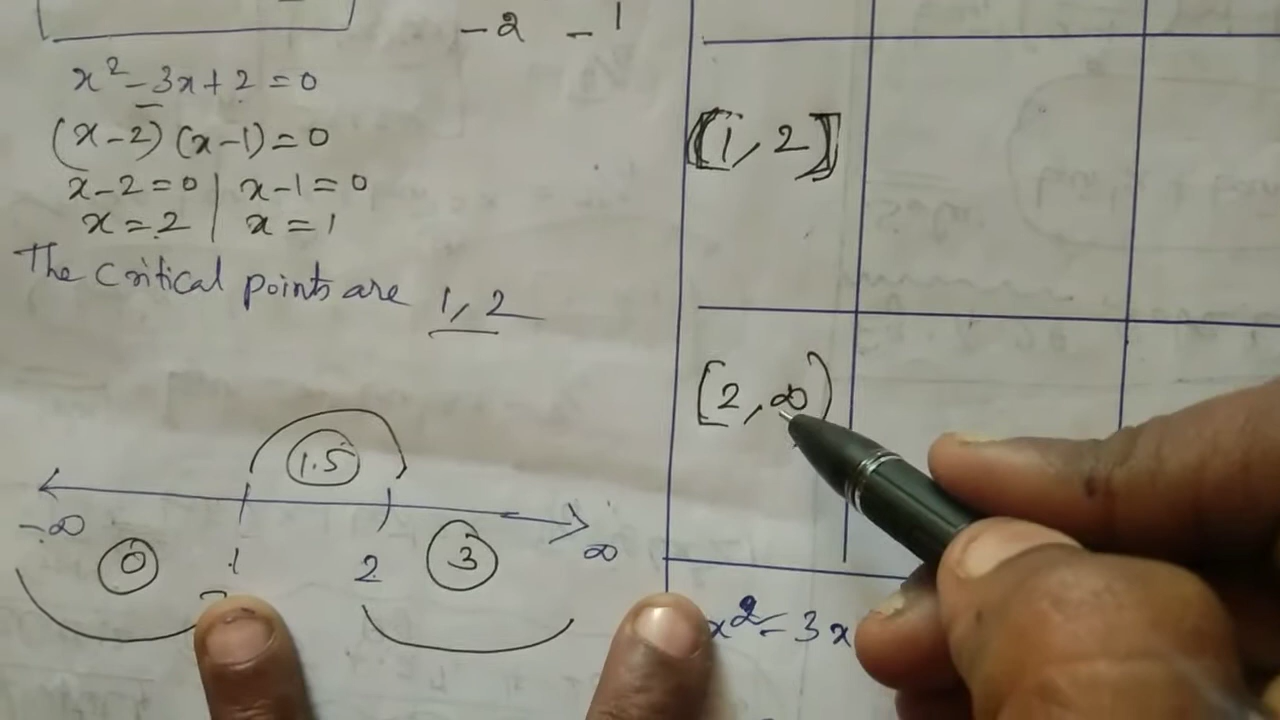 -2 -1
x² - 3x + 2 = 0
(x-2) (x-1) = 0
x-2 = 0 | x-1 = 0
x = 2 | x = 1
The critical points are 1, 2
1.5
-∞ 0 1 2 3 ∞
[1, 2]
[2, ∞)
x² - 3x